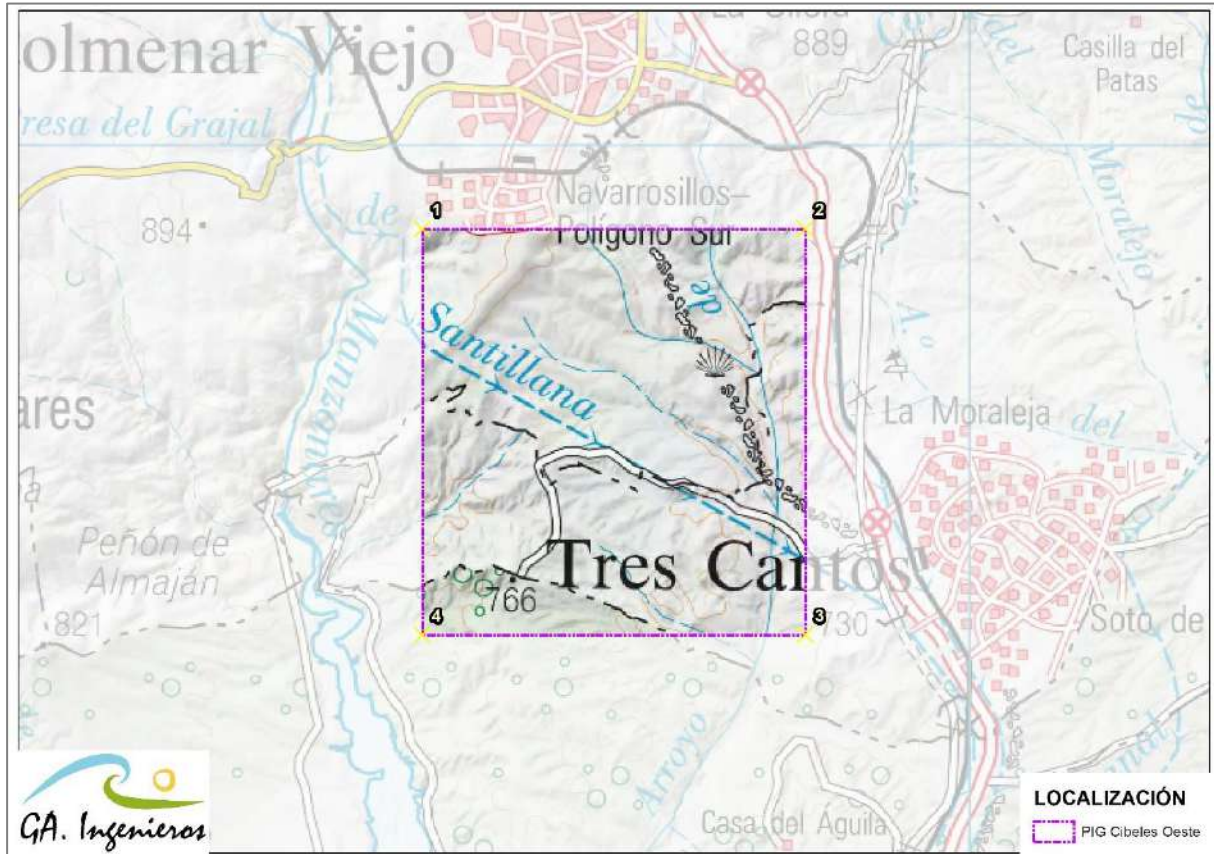 olmenar Viejo
889
Casilla del
Patas
del
de
resa del Grajal
Moralejo
Navarrosillos-
Polígono Sur
de
894
1
2
de
Santillana
Manzanares
A.º
La Moraleja
del
ares
Peñón de
Almaján
821
Tres Cantos
766
730
Soto de
4
3
Arroyo
Casa del Aguila
GA. Ingenieros
LOCALIZACIÓN
PIG Cibeles Oeste